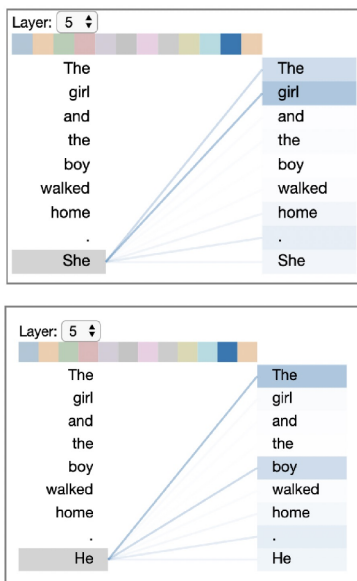 Layer: 5
The The
girl girl
and and
the the
boy boy
walked walked
home home
. .
She She
Layer: 5
The The
girl girl
and and
the the
boy boy
walked walked
home home
. .
He He